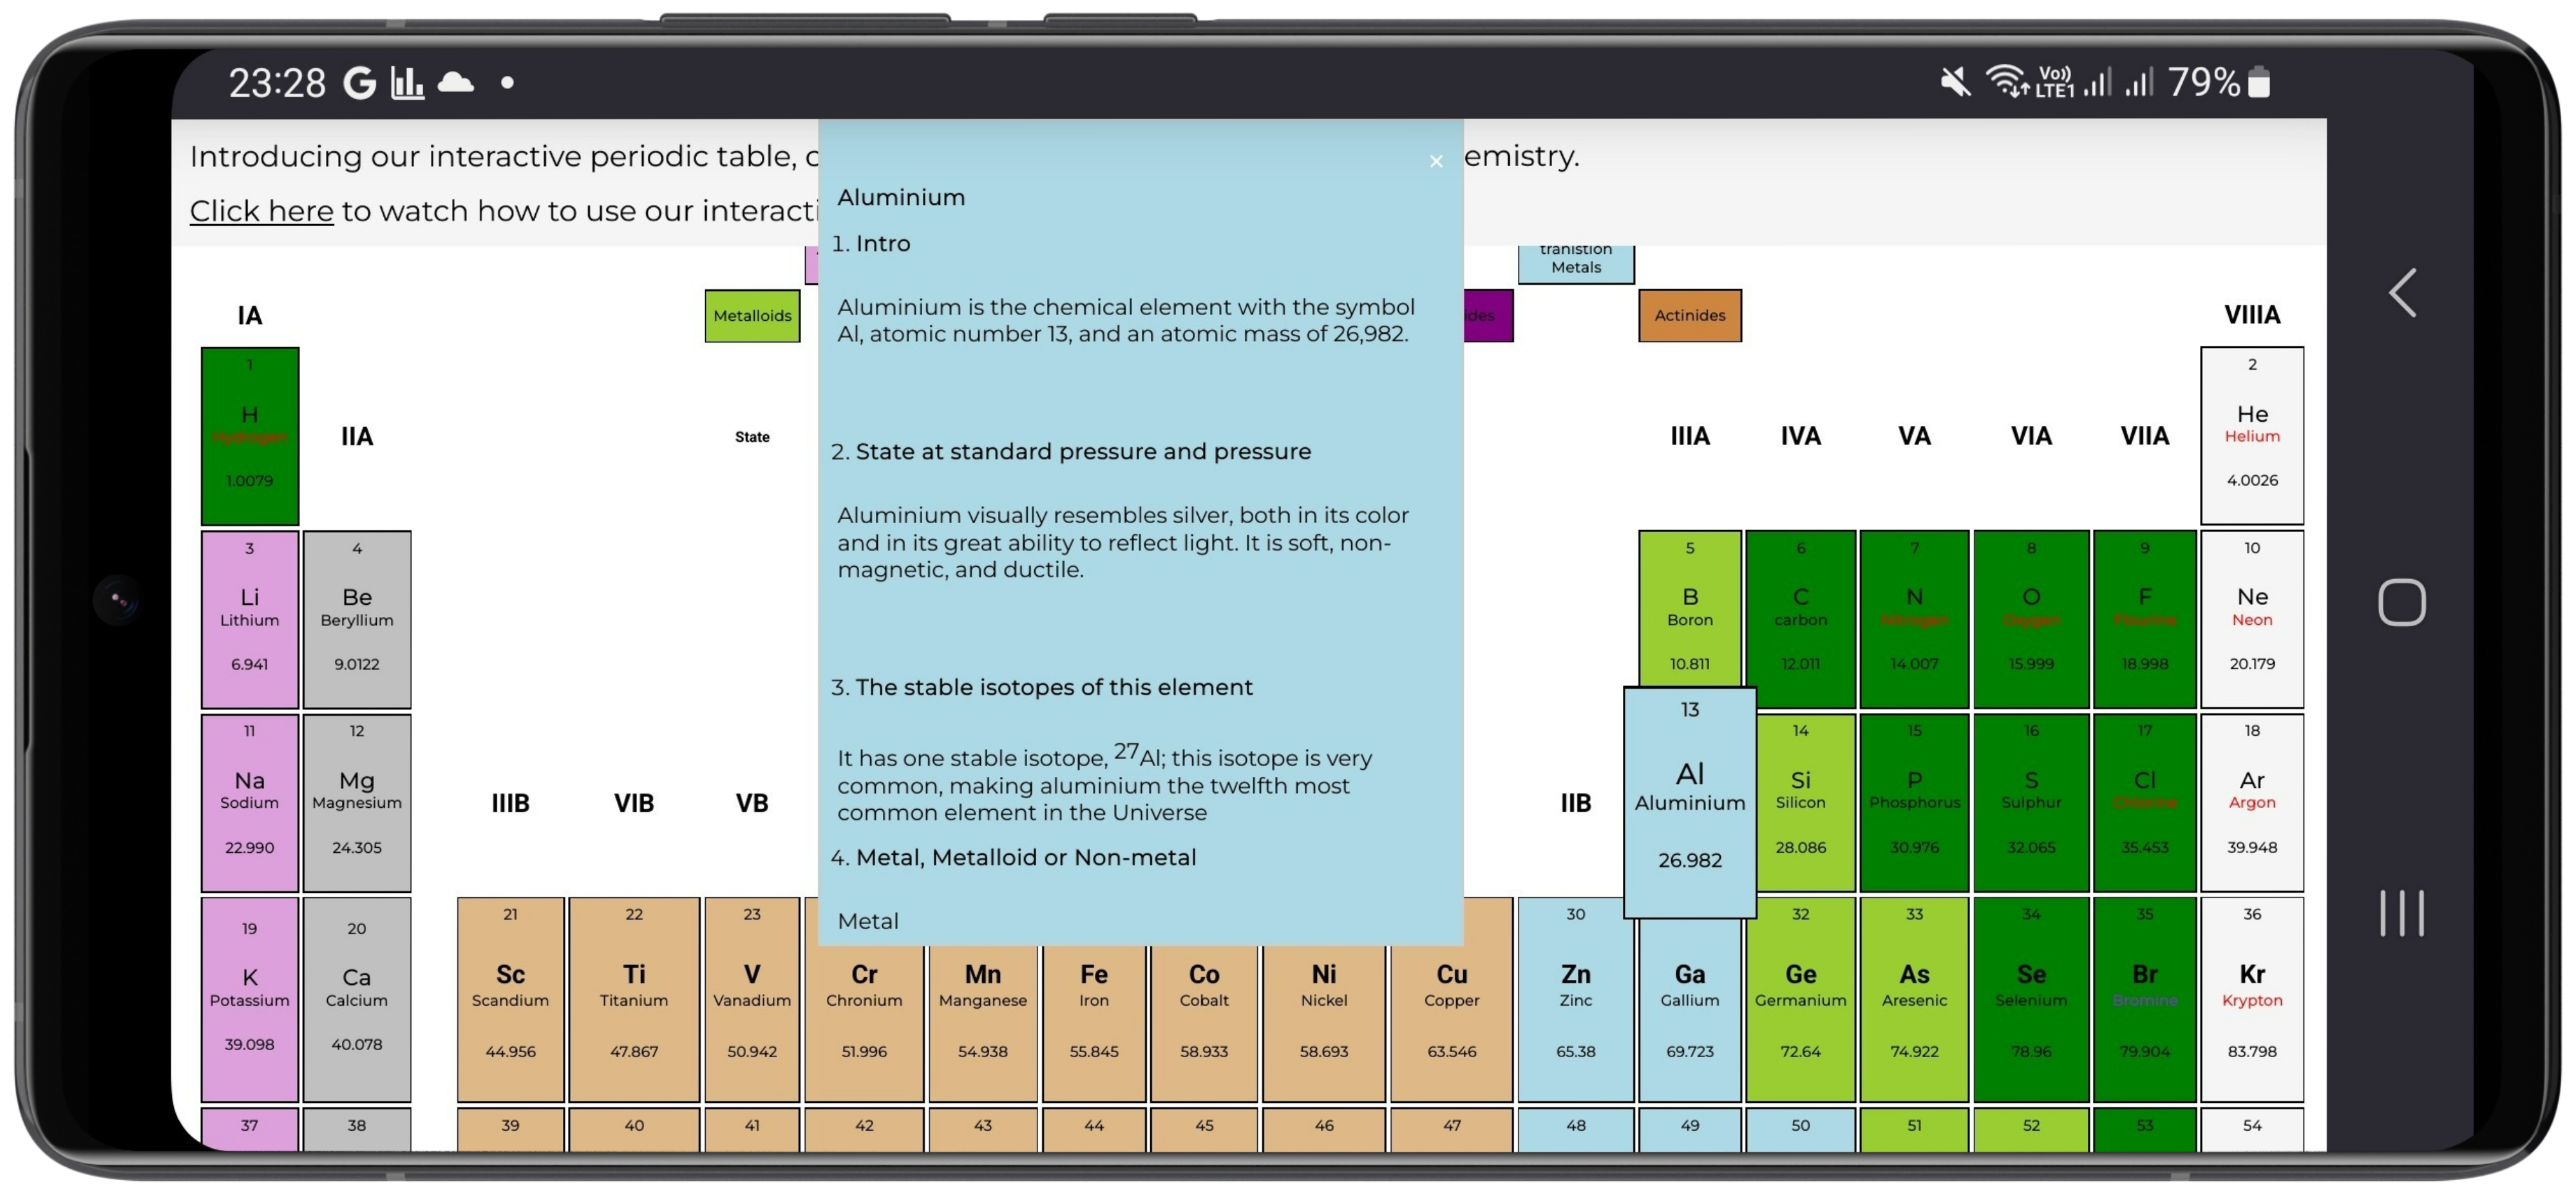 23:28
Vo))
LTE1
79%
Introducing our interactive periodic table, c
emistry.
Click here to watch how to use our interacti
×
Aluminium
1. Intro
Aluminium is the chemical element with the symbol
Al, atomic number 13, and an atomic mass of 26,982.
2. State at standard pressure and pressure
Aluminium visually resembles silver, both in its color
and in its great ability to reflect light. It is soft, non-
magnetic, and ductile.
3. The stable isotopes of this element
It has one stable isotope, 27Al; this isotope is very
common, making aluminium the twelfth most
common element in the Universe
4. Metal, Metalloid or Non-metal
Metal
tranistion
Metals
IA
Metalloids
ides
Actinides
VIIIA
1
H
Hydrogen
1.0079
IIA
State
IIIA
IVA
VA
VIA
VIIA
2
He
Helium
4.0026
3
Li
Lithium
6.941
4
Be
Beryllium
9.0122
5
B
Boron
10.811
6
C
carbon
12.011
7
N
Nitrogen
14.007
8
O
Oxygen
15.999
9
F
18.998
10
Ne
Neon
20.179
11
Na
Sodium
22.990
12
Mg
Magnesium
24.305
IIIB
VIB
VB
IIB
13
Al
Aluminium
26.982
14
Si
Silicon
28.086
15
P
Phosphorus
30.976
16
S
Sulphur
32.065
17
Cl
Chlorine
35.453
18
Ar
Argon
39.948
19
K
Potassium
39.098
20
Ca
Calcium
40.078
21
Sc
Scandium
44.956
22
Ti
Titanium
47.867
23
V
Vanadium
50.942
Cr
Chronium
51.996
Mn
Manganese
54.938
Fe
Iron
55.845
Co
Cobalt
58.933
Ni
Nickel
58.693
Cu
Copper
63.546
30
Zn
Zinc
65.38
Ga
Gallium
69.723
32
Ge
Germanium
72.64
33
As
Aresenic
74.922
34
Se
Selenium
78.96
35
Br
Bromine
79.904
36
Kr
Krypton
83.798
37
38
39
40
41
42
43
44
45
46
47
48
49
50
51
52
53
54